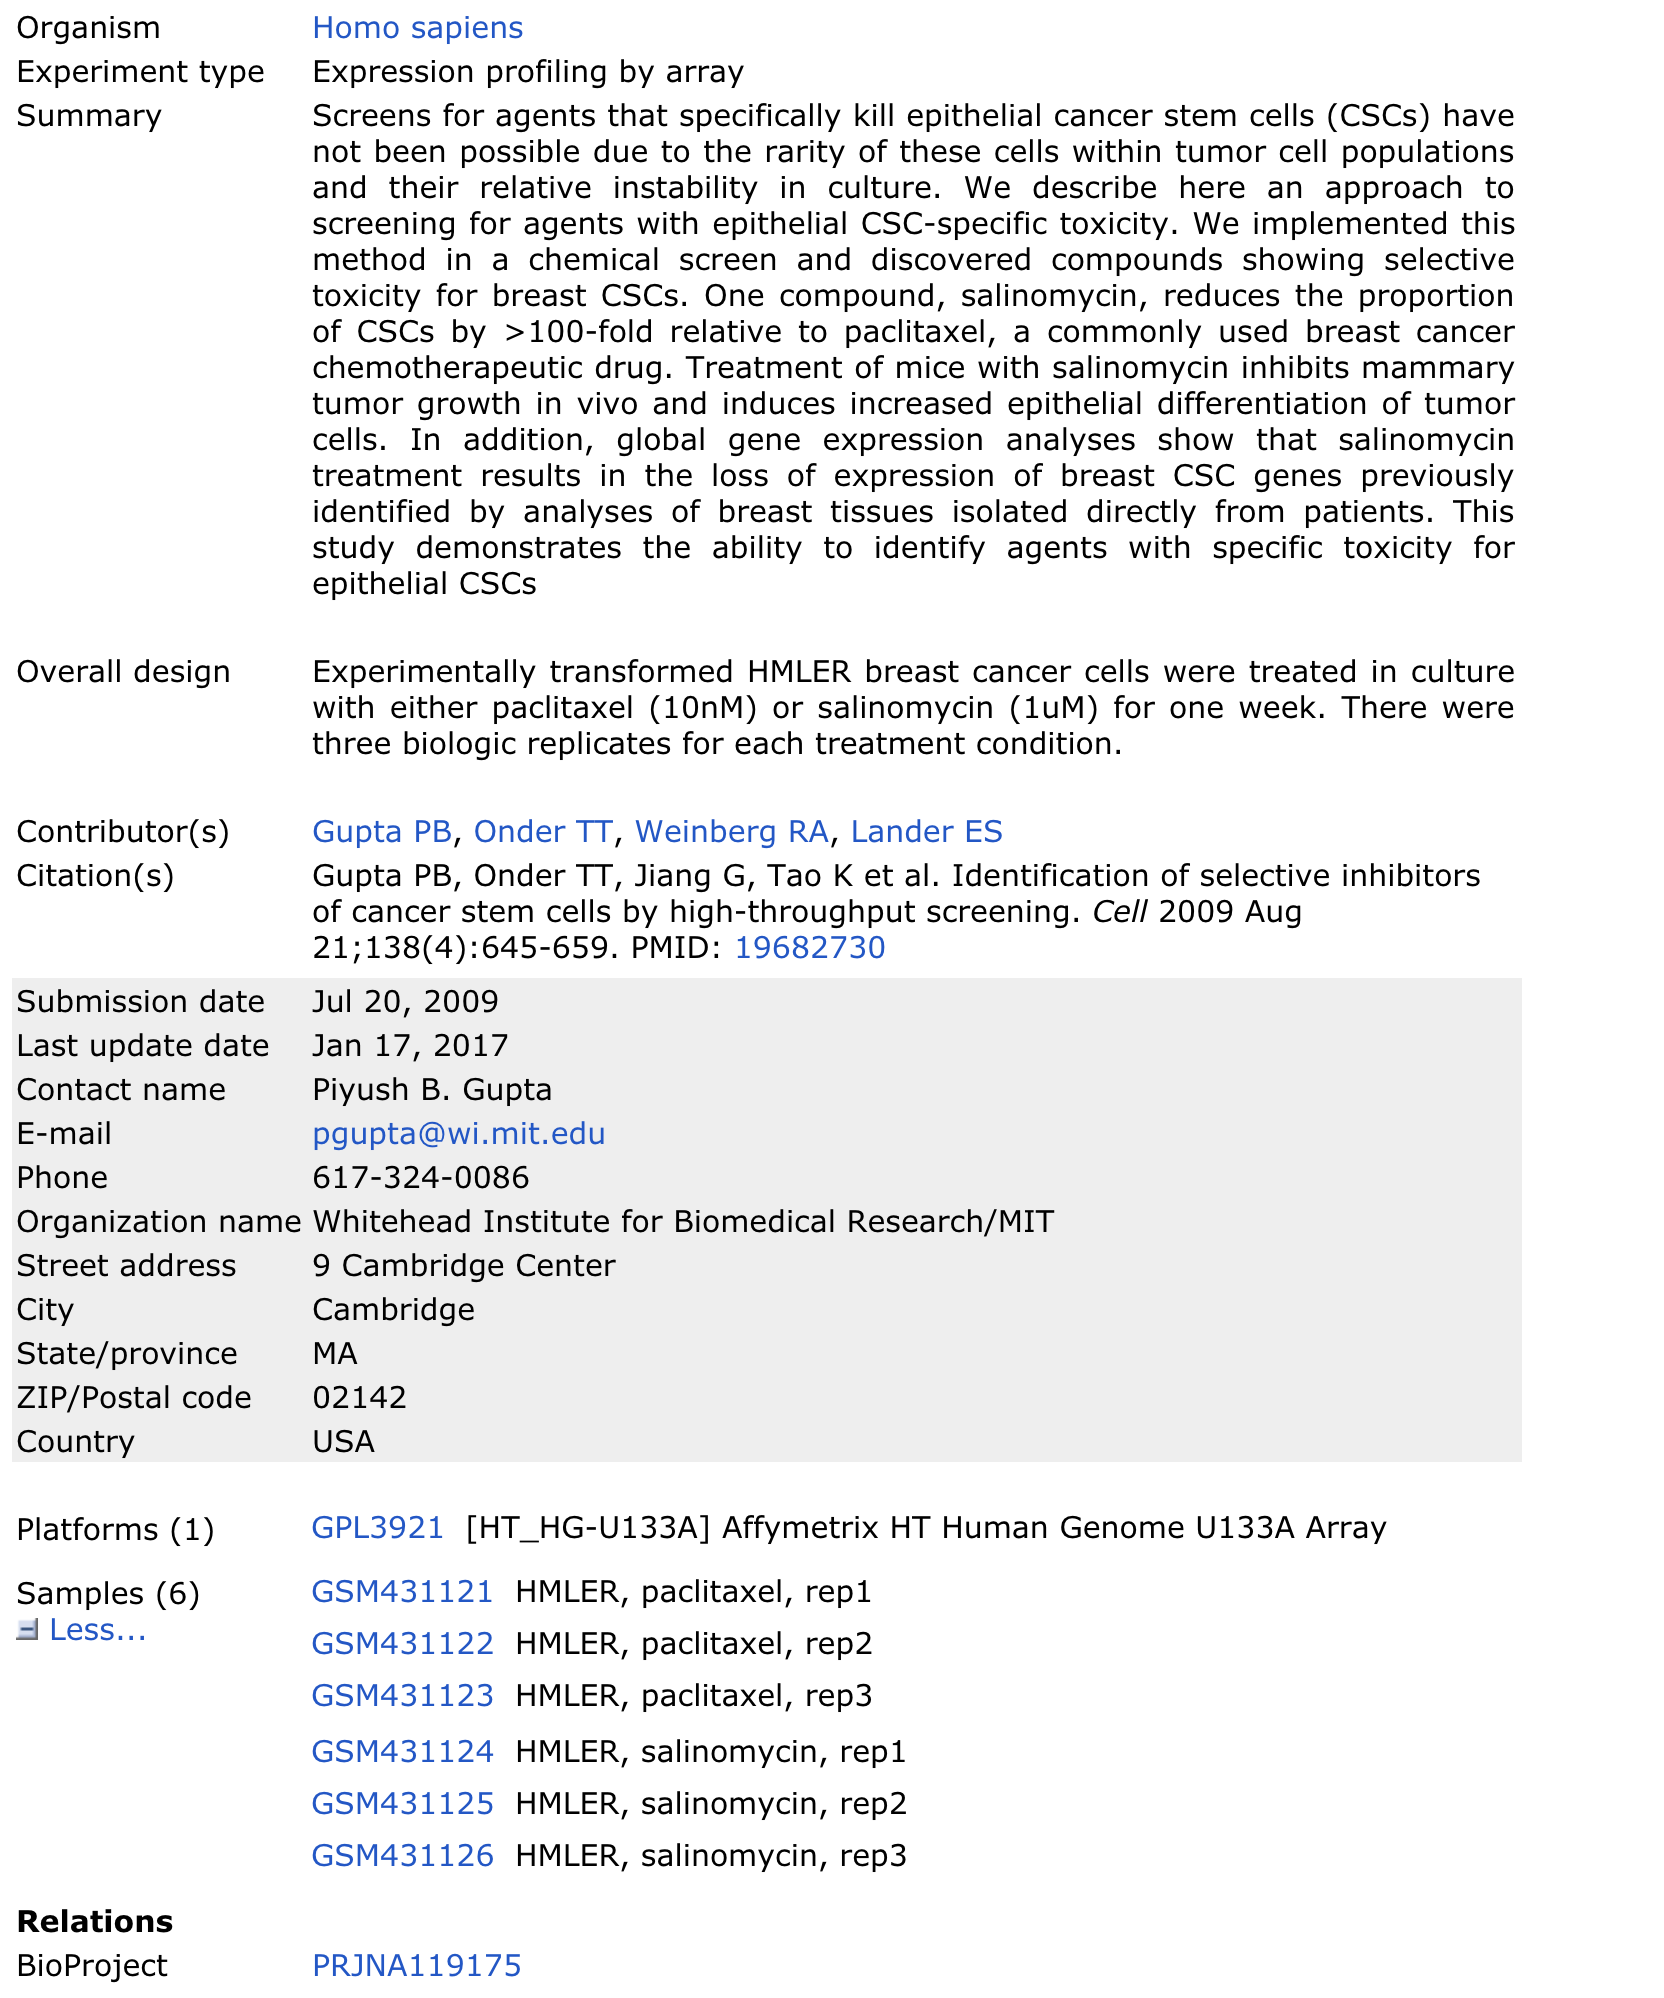 Organism Homo sapiens
Experiment type Expression profiling by array
Summary Screens for agents that specifically kill epithelial cancer stem cells (CSCs) have
not been possible due to the rarity of these cells within tumor cell populations
and their relative instability in culture. We describe here an approach to
screening for agents with epithelial CSC-specific toxicity. We implemented this
method in a chemical screen and discovered compounds showing selective
toxicity for breast CSCs. One compound, salinomycin, reduces the proportion
of CSCs by >100-fold relative to paclitaxel, a commonly used breast cancer
chemotherapeutic drug. Treatment of mice with salinomycin inhibits mammary
tumor growth in vivo and induces increased epithelial differentiation of tumor
cells. In addition, global gene expression analyses show that salinomycin
treatment results in the loss of expression of breast CSC genes previously
identified by analyses of breast tissues isolated directly from patients. This
study demonstrates the ability to identify agents with specific toxicity for
epithelial CSCs
Overall design Experimentally transformed HMLER breast cancer cells were treated in culture
with either paclitaxel (10nM) or salinomycin (1uM) for one week. There were
three biologic replicates for each treatment condition.
Contributor(s) Gupta PB, Onder TT, Weinberg RA, Lander ES
Citation(s) Gupta PB, Onder TT, Jiang G, Tao K et al. Identification of selective inhibitors
of cancer stem cells by high-throughput screening. Cell 2009 Aug
21;138(4):645-659. PMID: 19682730
Submission date Jul 20, 2009
Last update date Jan 17, 2017
Contact name Piyush B. Gupta
E-mail pgupta@wi.mit.edu
Phone 617-324-0086
Organization name Whitehead Institute for Biomedical Research/MIT
Street address 9 Cambridge Center
City Cambridge
State/province MA
ZIP/Postal code 02142
Country USA
Platforms (1) GPL3921 [HT_HG-U133A] Affymetrix HT Human Genome U133A Array
Samples (6) GSM431121 HMLER, paclitaxel, rep1
Less...
GSM431122 HMLER, paclitaxel, rep2
GSM431123 HMLER, paclitaxel, rep3
GSM431124 HMLER, salinomycin, rep1
GSM431125 HMLER, salinomycin, rep2
GSM431126 HMLER, salinomycin, rep3
Relations
BioProject PRJNA119175